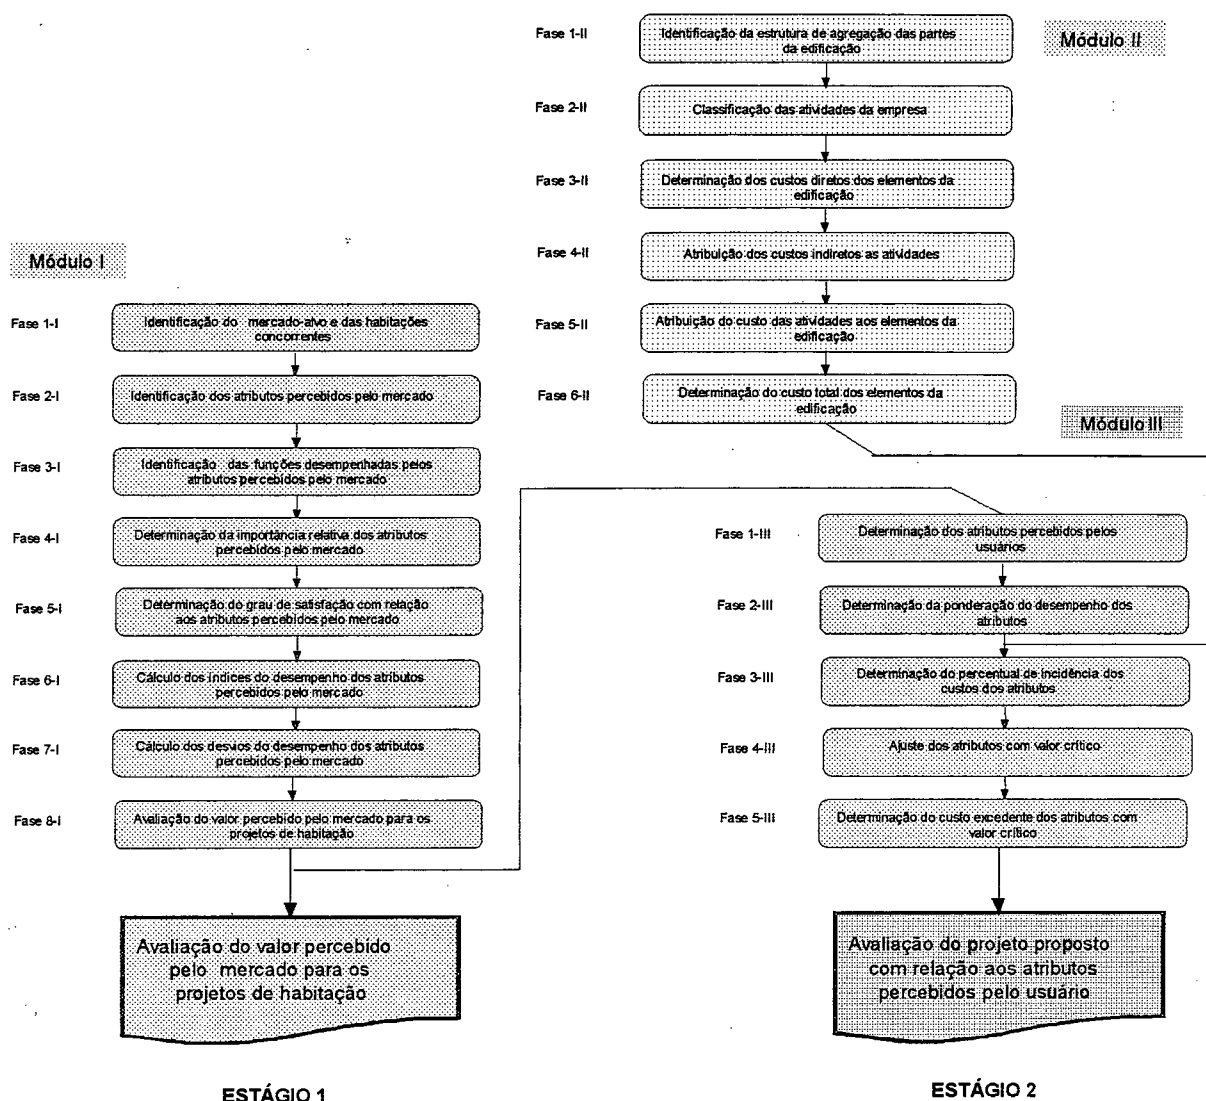 Fase 1-II
Identificação da estrutura de agregação das partes
da edificação
Módulo II
Fase 2-II
Classificação das atividades da empresa
Fase 3-II
Determinação dos custos diretos dos elementos da
edificação
Fase 4-II
Atribuição dos custos indiretos as atividades
Fase 5-II
Atribuição do custo das atividades aos elementos da
edificação
Fase 6-II
Determinação do custo total dos elementos da
edificação
Módulo I
Fase 1-I
Identificação do mercado-alvo e das habitações
concorrentes
Fase 2-I
Identificação dos atributos percebidos pelo mercado
Fase 3-I
Identificação das funções desempenhadas pelos
atributos percebidos pelo mercado
Fase 4-I
Determinação da importância relativa dos atributos
percebidos pelo mercado
Fase 5-I
Determinação do grau de satisfação com relação
aos atributos percebidos pelo mercado
Fase 6-I
Cálculo dos índices do desempenho dos atributos
percebidos pelo mercado
Fase 7-I
Cálculo dos desvios do desempenho dos atributos
percebidos pelo mercado
Fase 8-I
Avaliação do valor percebido pelo mercado para os
projetos de habitação
Avaliação do valor percebido
pelo mercado para os
projetos de habitação
ESTÁGIO 1
Módulo III
Fase 1-III
Determinação dos atributos percebidos pelos
usuários
Fase 2-III
Determinação da ponderação do desempenho dos
atributos
Fase 3-III
Determinação do percentual de incidência dos
custos dos atributos
Fase 4-III
Ajuste dos atributos com valor crítico
Fase 5-III
Determinação do custo excedente dos atributos com
valor crítico
Avaliação do projeto proposto
com relação aos atributos
percebidos pelo usuário
ESTÁGIO 2